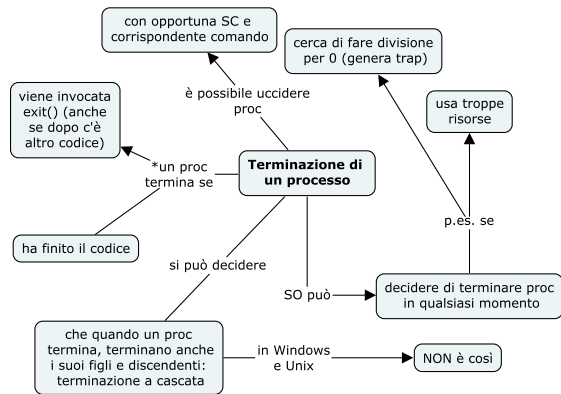 con opportuna SC e
corrispondente comando
cerca di fare divisione
per 0 (genera trap)
viene invocata
exit() (anche
se dopo c'è
altro codice)
usa troppe
risorse
è possibile uccidere
proc
*un proc
termina se
Terminazione di
un processo
ha finito il codice
p.es. se
si può decidere
SO può
decidere di terminare proc
in qualsiasi momento
che quando un proc
termina, terminano anche
i suoi figli e discendenti:
terminazione a cascata
in Windows
e Unix
NON è così